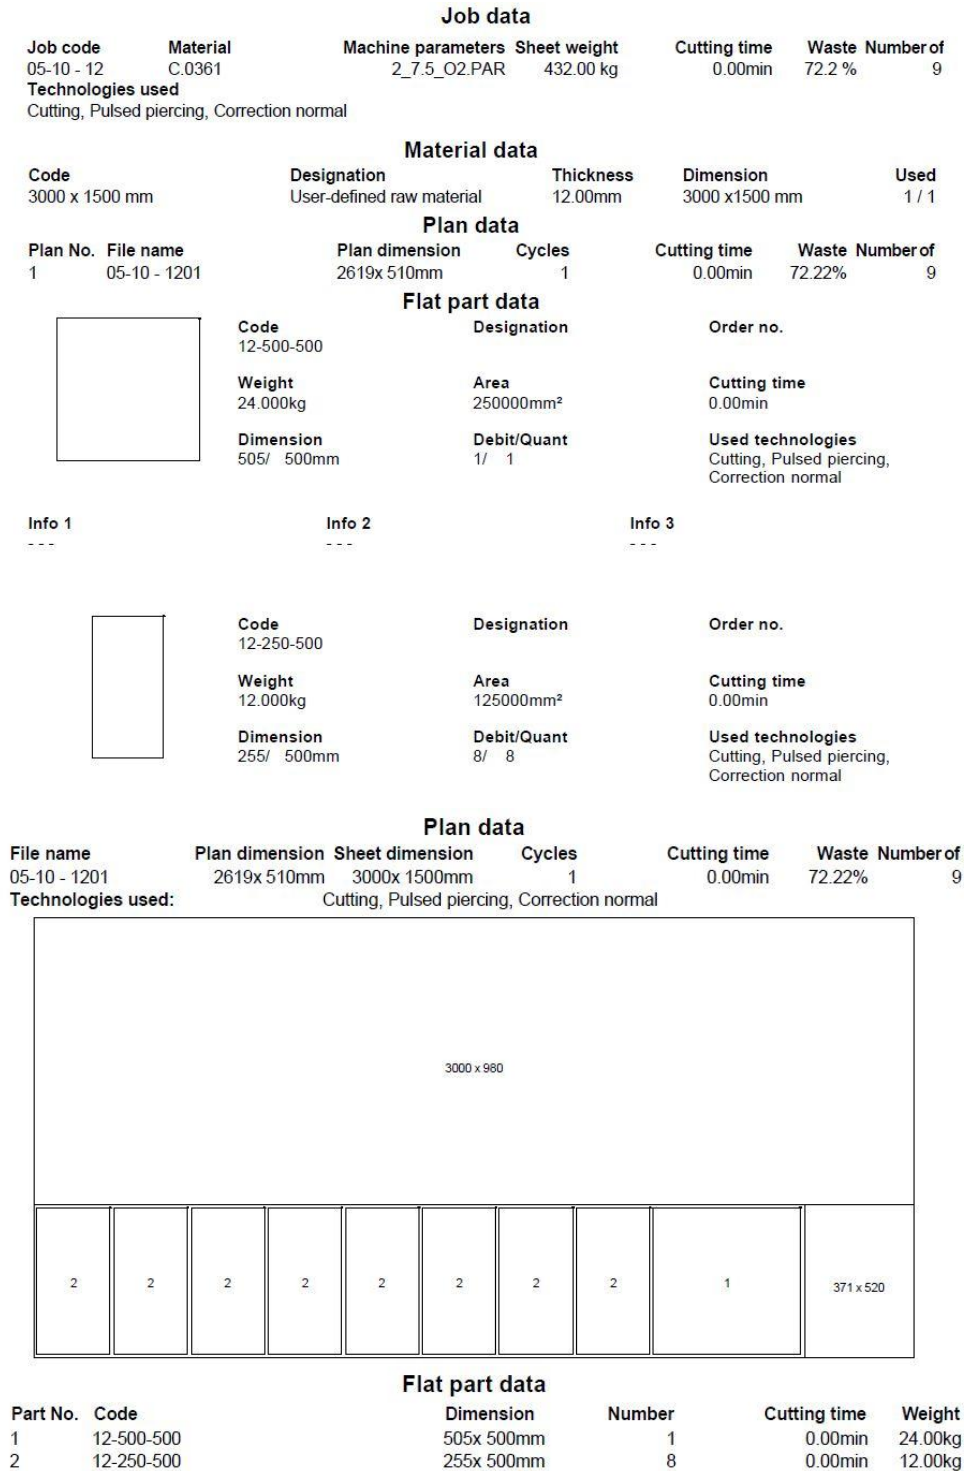 Job data
Job code Material Machine parameters Sheet weight Cutting time Waste Number of
05-10 - 12 C.0361 2_7.5_O2.PAR 432.00 kg 0.00min 72.2 % 9
Technologies used
Cutting, Pulsed piercing, Correction normal
Material data
Code Designation Thickness Dimension Used
3000 x 1500 mm User-defined raw material 12.00mm 3000 x1500 mm 1 / 1
Plan data
Plan No. File name Plan dimension Cycles Cutting time Waste Number of
1 05-10 - 1201 2619x 510mm 1 0.00min 72.22% 9
Flat part data
Code Designation Order no.
12-500-500
Weight Area Cutting time
24.000kg 250000mm² 0.00min
Dimension Debit/Quant Used technologies
505/ 500mm 1/ 1 Cutting, Pulsed piercing,
Correction normal
Info 1 Info 2 Info 3
- - - - - - - - -
Code Designation Order no.
12-250-500
Weight Area Cutting time
12.000kg 125000mm² 0.00min
Dimension Debit/Quant Used technologies
255/ 500mm 8/ 8 Cutting, Pulsed piercing,
Correction normal
Plan data
File name Plan dimension Sheet dimension Cycles Cutting time Waste Number of
05-10 - 1201 2619x 510mm 3000x 1500mm 1 0.00min 72.22% 9
Technologies used: Cutting, Pulsed piercing, Correction normal
3000 x 980
2 2 2 2 2 2 2 2 1 371 x 520
Flat part data
Part No. Code Dimension Number Cutting time Weight
1 12-500-500 505x 500mm 1 0.00min 24.00kg
2 12-250-500 255x 500mm 8 0.00min 12.00kg